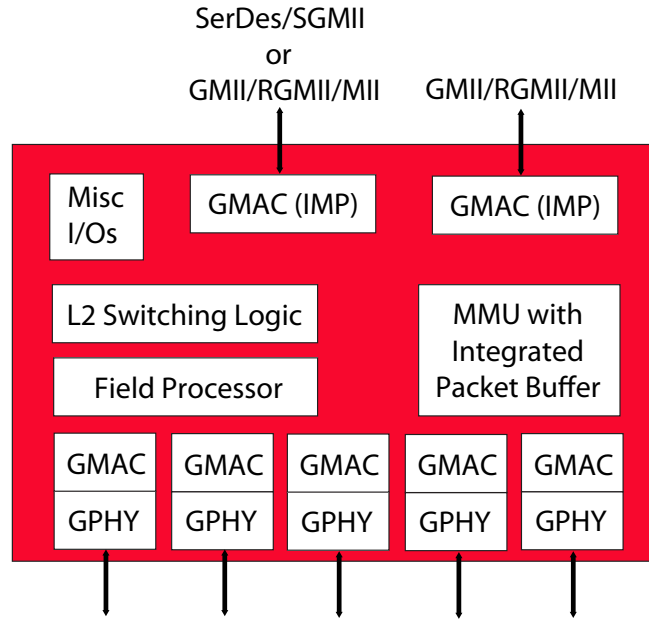 SerDes/SGMII
or
GMII/RGMII/MII
GMII/RGMII/MII
Misc
I/Os
GMAC (IMP)
GMAC (IMP)
L2 Switching Logic
Field Processor
MMU with
Integrated
Packet Buffer
GMAC
GMAC
GMAC
GMAC
GMAC
GPHY
GPHY
GPHY
GPHY
GPHY